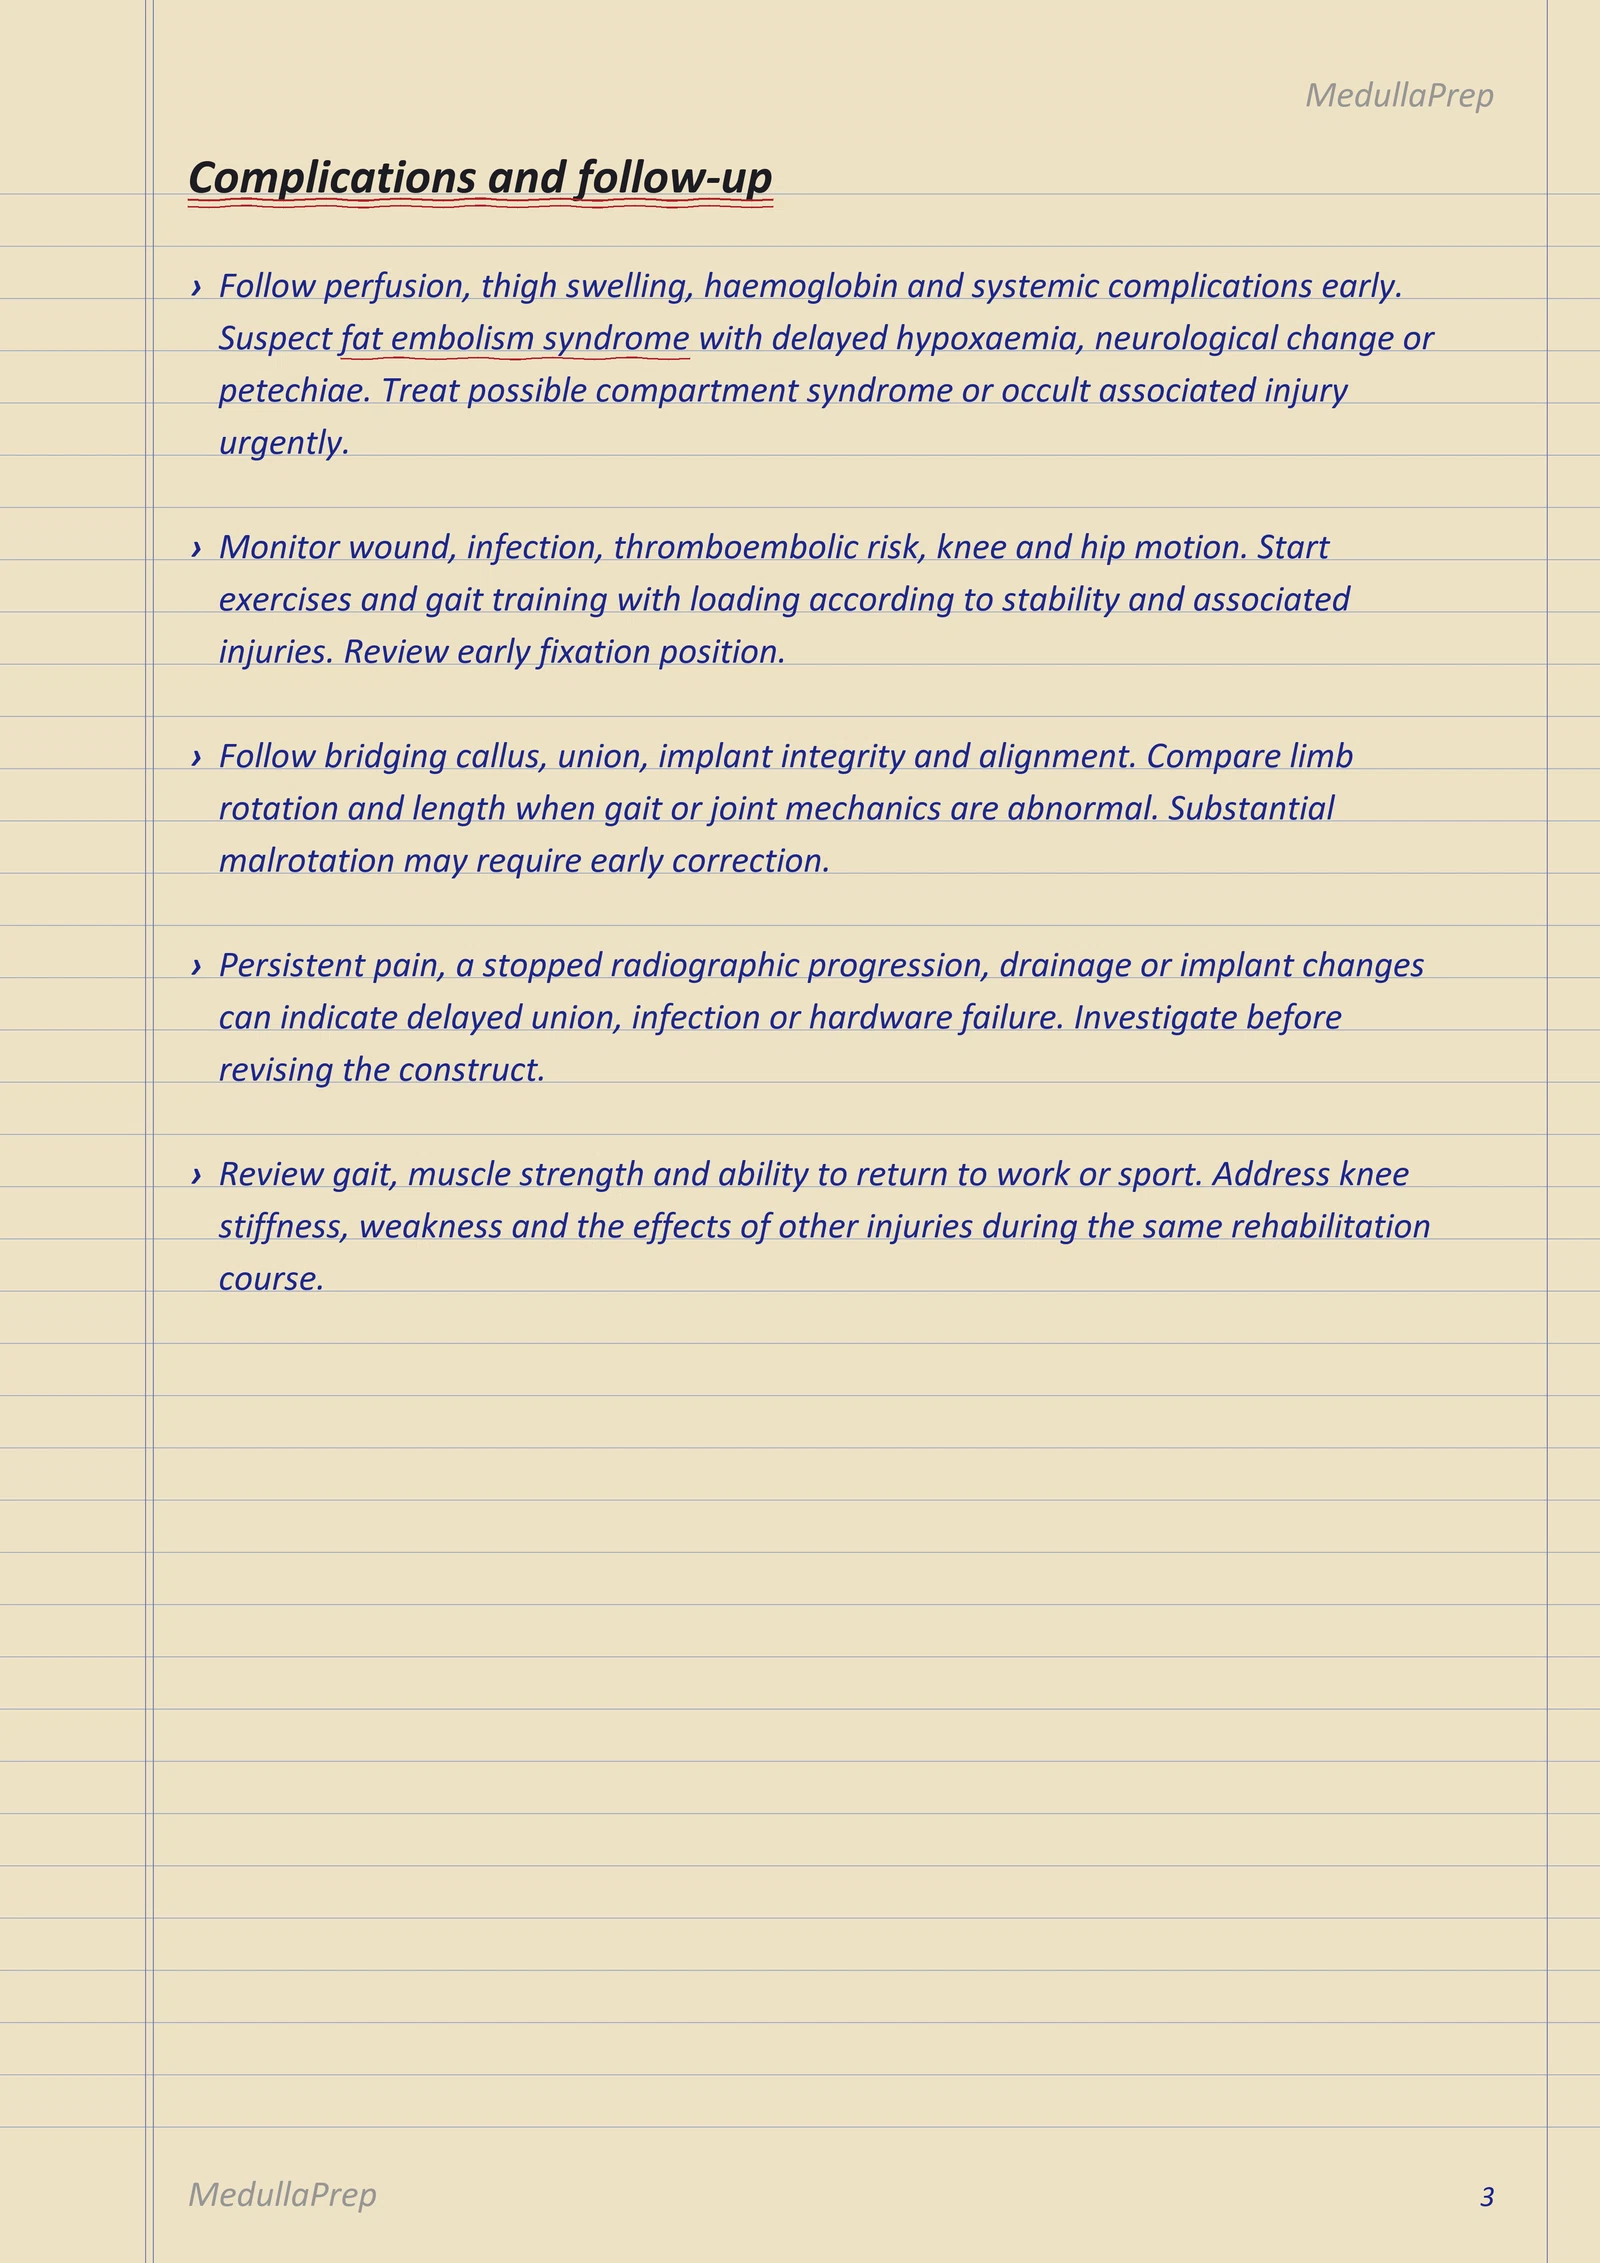 MedullaPrep
Complications and follow-up
› Follow perfusion, thigh swelling, haemoglobin and systemic complications early.
Suspect fat embolism syndrome with delayed hypoxaemia, neurological change or
petechiae. Treat possible compartment syndrome or occult associated injury
urgently.
› Monitor wound, infection, thromboembolic risk, knee and hip motion. Start
exercises and gait training with loading according to stability and associated
injuries. Review early fixation position.
› Follow bridging callus, union, implant integrity and alignment. Compare limb
rotation and length when gait or joint mechanics are abnormal. Substantial
malrotation may require early correction.
› Persistent pain, a stopped radiographic progression, drainage or implant changes
can indicate delayed union, infection or hardware failure. Investigate before
revising the construct.
› Review gait, muscle strength and ability to return to work or sport. Address knee
stiffness, weakness and the effects of other injuries during the same rehabilitation
course.
MedullaPrep
3